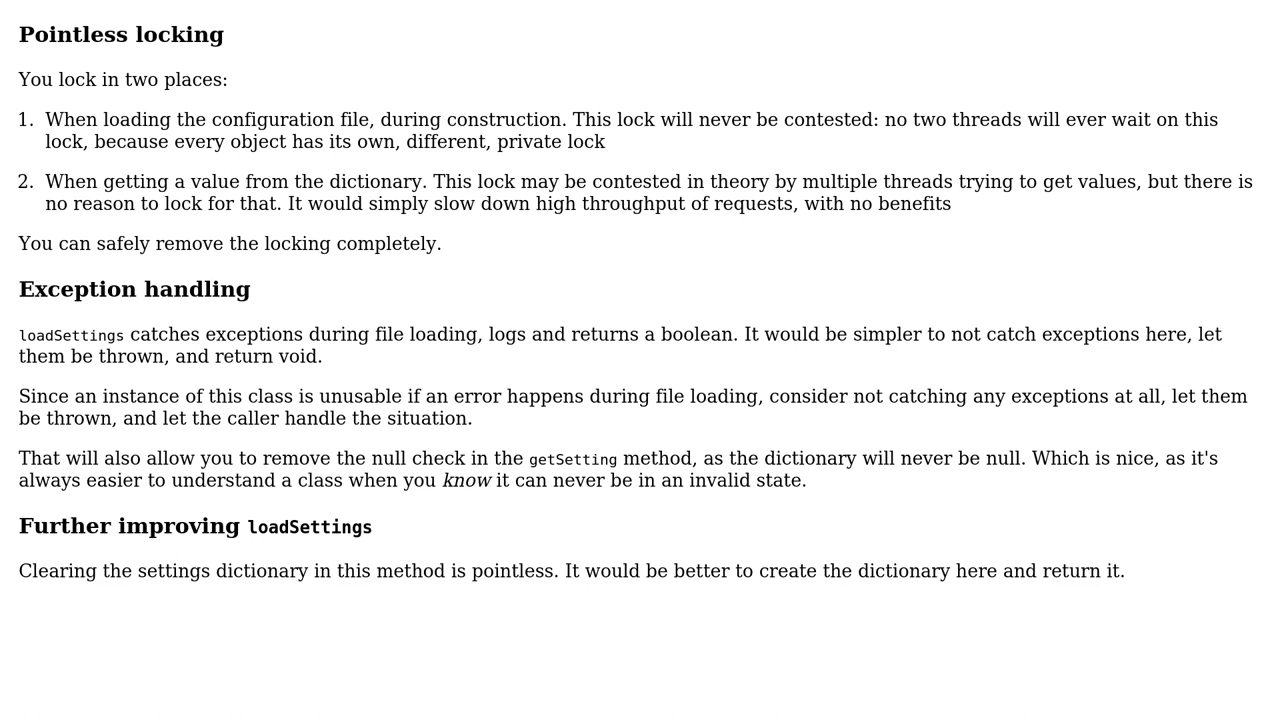 Pointless locking
You lock in two places:
1. When loading the configuration file, during construction. This lock will never be contested: no two threads will ever wait on this
lock, because every object has its own, different, private lock
2. When getting a value from the dictionary. This lock may be contested in theory by multiple threads trying to get values, but there is
no reason to lock for that. It would simply slow down high throughput of requests, with no benefits
You can safely remove the locking completely.
Exception handling
loadSettings catches exceptions during file loading, logs and returns a boolean. It would be simpler to not catch exceptions here, let
them be thrown, and return void.
Since an instance of this class is unusable if an error happens during file loading, consider not catching any exceptions at all, let them
be thrown, and let the caller handle the situation.
That will also allow you to remove the null check in the getSetting method, as the dictionary will never be null. Which is nice, as it's
always easier to understand a class when you know it can never be in an invalid state.
Further improving loadSettings
Clearing the settings dictionary in this method is pointless. It would be better to create the dictionary here and return it.